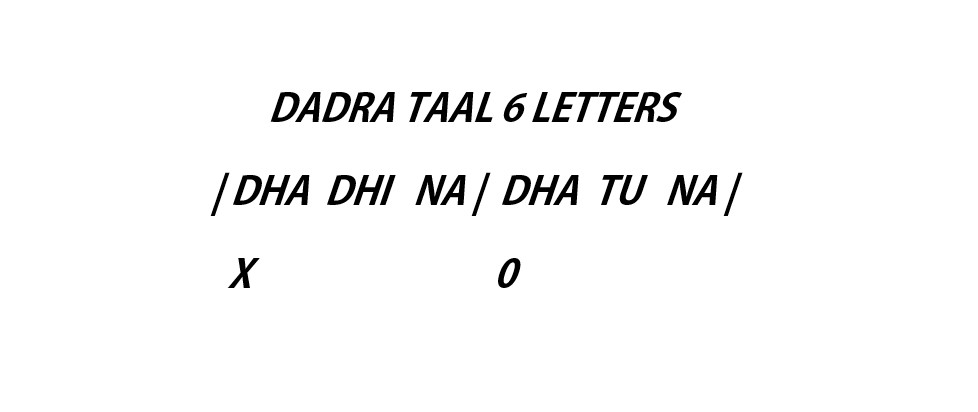 DADRA TAAL 6 LETTERS
| DHA DHI NA | DHA TU NA |
X 0